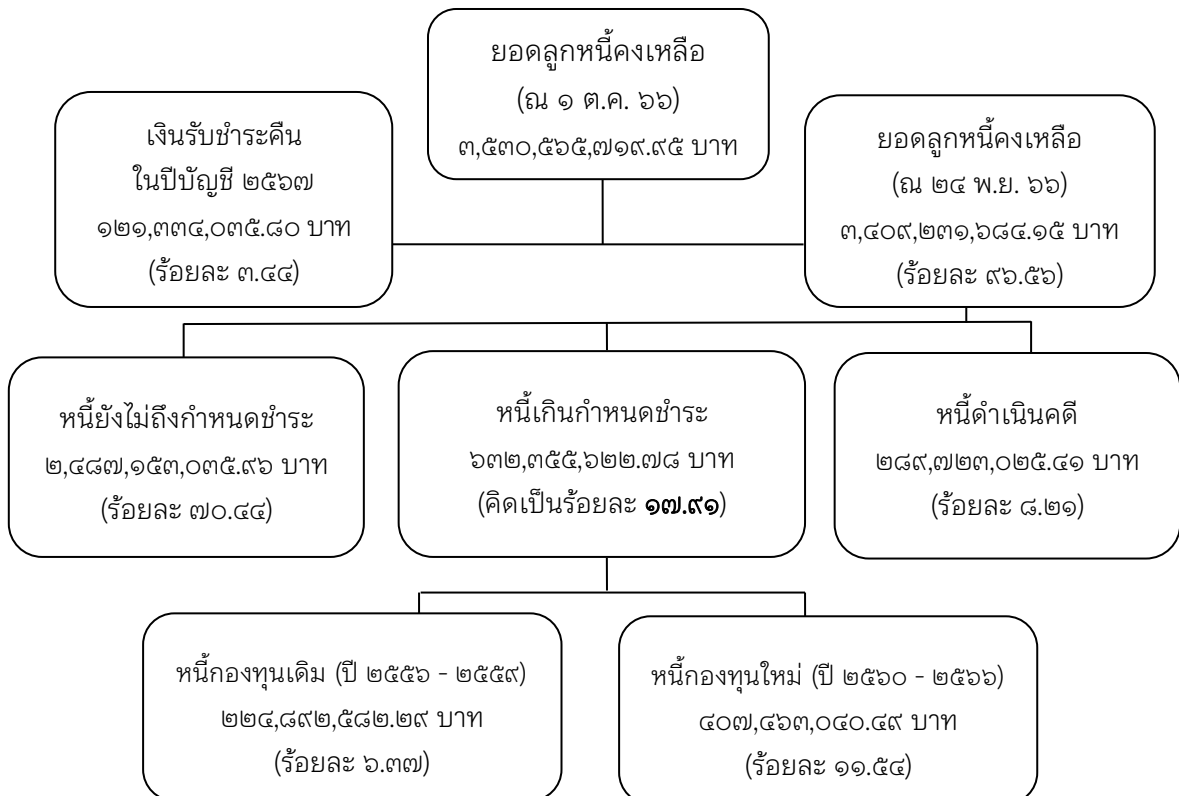 ยอดลูกหนี้คงเหลือ
(ณ ๑ ต.ค. ๖๖)
๓,๕๓๐,๕๖๕,๗๑๙.๙๕ บาท
เงินรับชำระคืน
ในปีบัญชี ๒๕๖๗
๑๒๑,๓๓๔,๐๓๕.๘๐ บาท
(ร้อยละ ๓.๔๔)
ยอดลูกหนี้คงเหลือ
(ณ ๒๔ พ.ย. ๖๖)
๓,๔๐๙,๒๓๑,๖๘๔.๑๕ บาท
(ร้อยละ ๙๖.๕๖)
หนี้ยังไม่ถึงกำหนดชำระ
๒,๔๘๗,๑๕๓,๐๓๕.๙๖ บาท
(ร้อยละ ๗๐.๔๔)
หนี้เกินกำหนดชำระ
๖๓๒,๓๕๕,๖๒๒.๗๘ บาท
(คิดเป็นร้อยละ ๑๗.๙๑)
หนี้ดำเนินคดี
๒๘๙,๗๒๓,๐๒๕.๔๑ บาท
(ร้อยละ ๘.๒๑)
หนี้กองทุนเดิม (ปี ๒๕๕๖ - ๒๕๕๙)
๒๒๔,๘๙๒,๕๘๒.๒๙ บาท
(ร้อยละ ๖.๓๗)
หนี้กองทุนใหม่ (ปี ๒๕๖๐ - ๒๕๖๖)
๔๐๗,๔๖๓,๐๔๐.๔๙ บาท
(ร้อยละ ๑๑.๕๔)